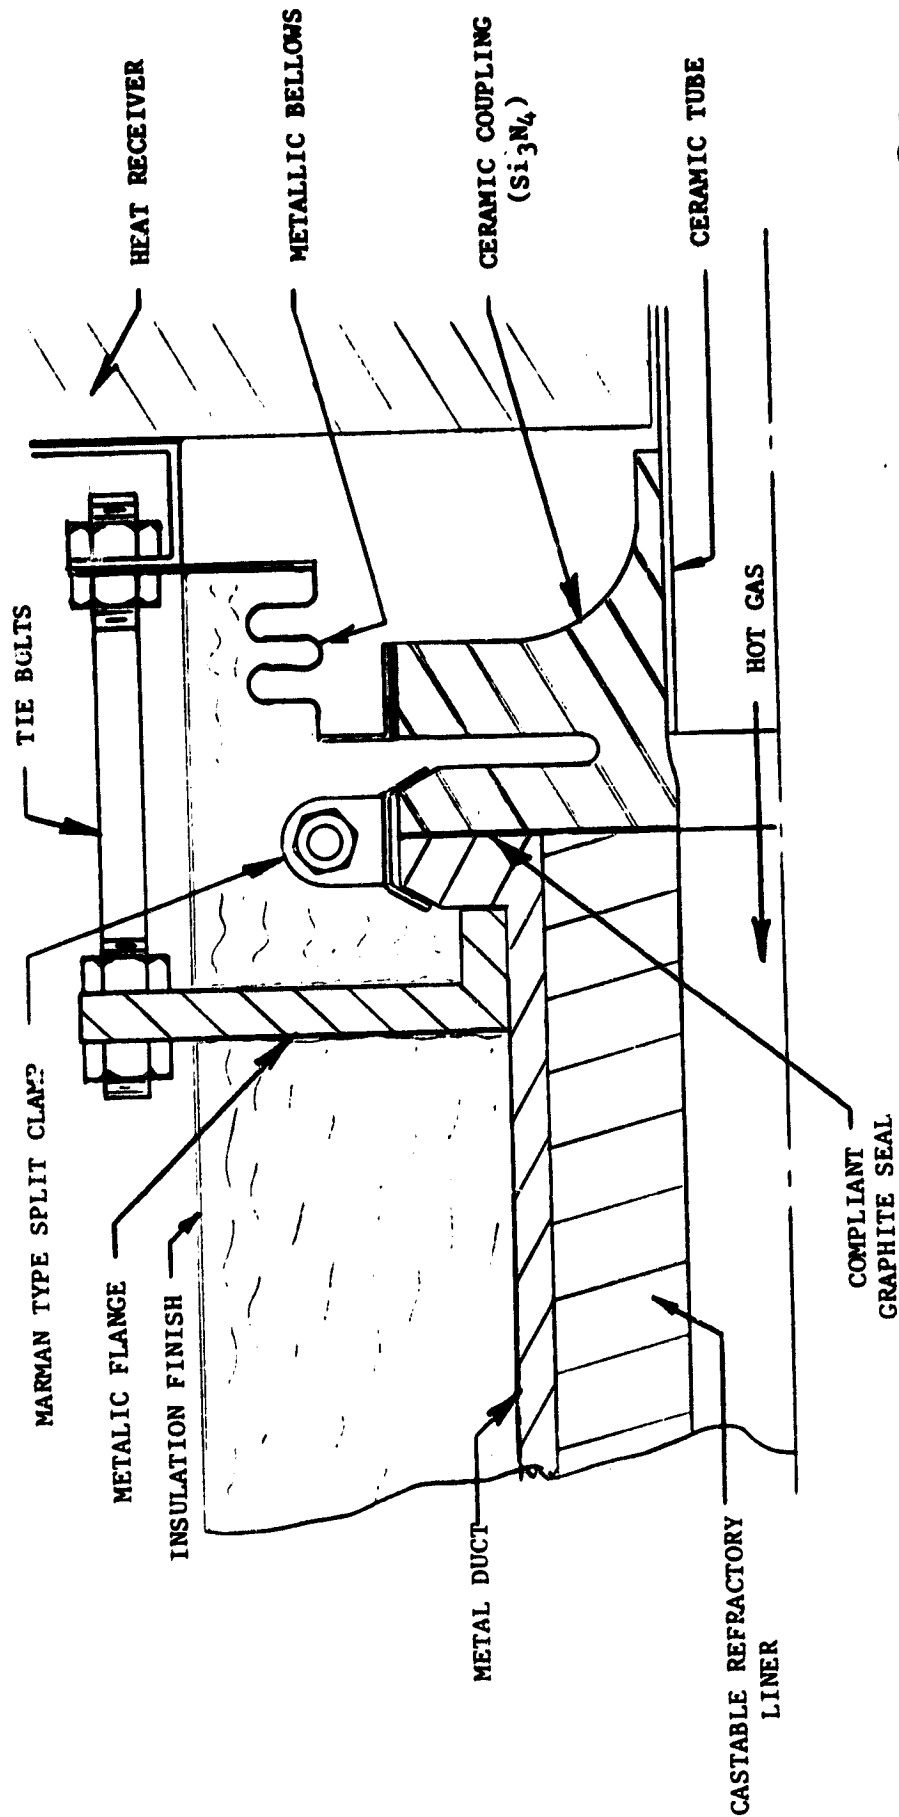 TIE BOLTS
MARMAN TYPE SPLIT CLAMP
METALIC FLANGE
INSULATION FINISH
HEAT RECEIVER
METALLIC BELLOWS
CERAMIC COUPLING
(Si3N4)
CERAMIC TUBE
HOT GAS
METAL DUCT
CASTABLE REFRACTORY
LINER
COMPLIANT
GRAPHITE SEAL